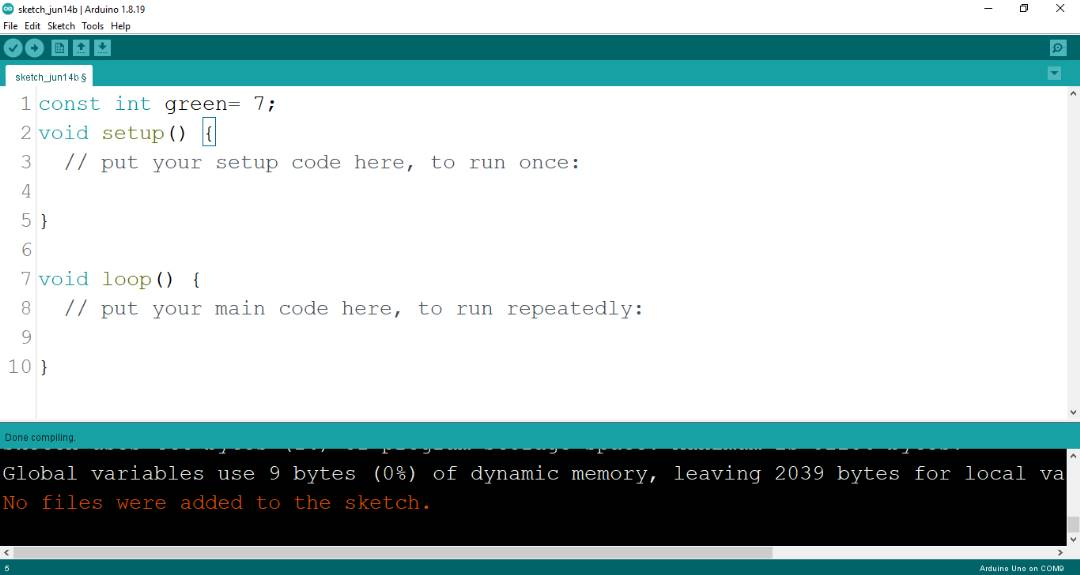 sketch_jun14b | Arduino 1.8.19
File Edit Sketch Tools Help
sketch_jun14b §
1 const int green= 7;
2 void setup() {
3 // put your setup code here, to run once:
4
5 }
6
7 void loop() {
8 // put your main code here, to run repeatedly:
9
10 }
Done compiling.
Global variables use 9 bytes (0%) of dynamic memory, leaving 2039 bytes for local va
No files were added to the sketch.
5 Arduino Uno on COM9